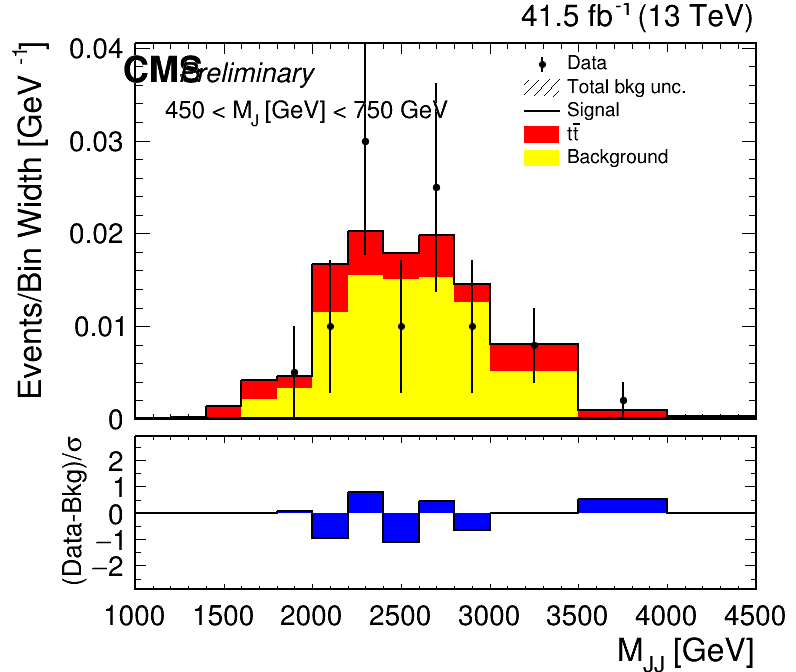 41.5 fb⁻¹ (13 TeV)
CMS Preliminary
450 < M_J [GeV] < 750 GeV
Data
Total bkg unc.
Signal
tt̄
Background
Events/Bin Width [GeV⁻¹]
0.04
0.03
0.02
0.01
0
(Data-Bkg)/σ
2
1
0
−1
−2
1000 1500 2000 2500 3000 3500 4000 4500
M_JJ [GeV]